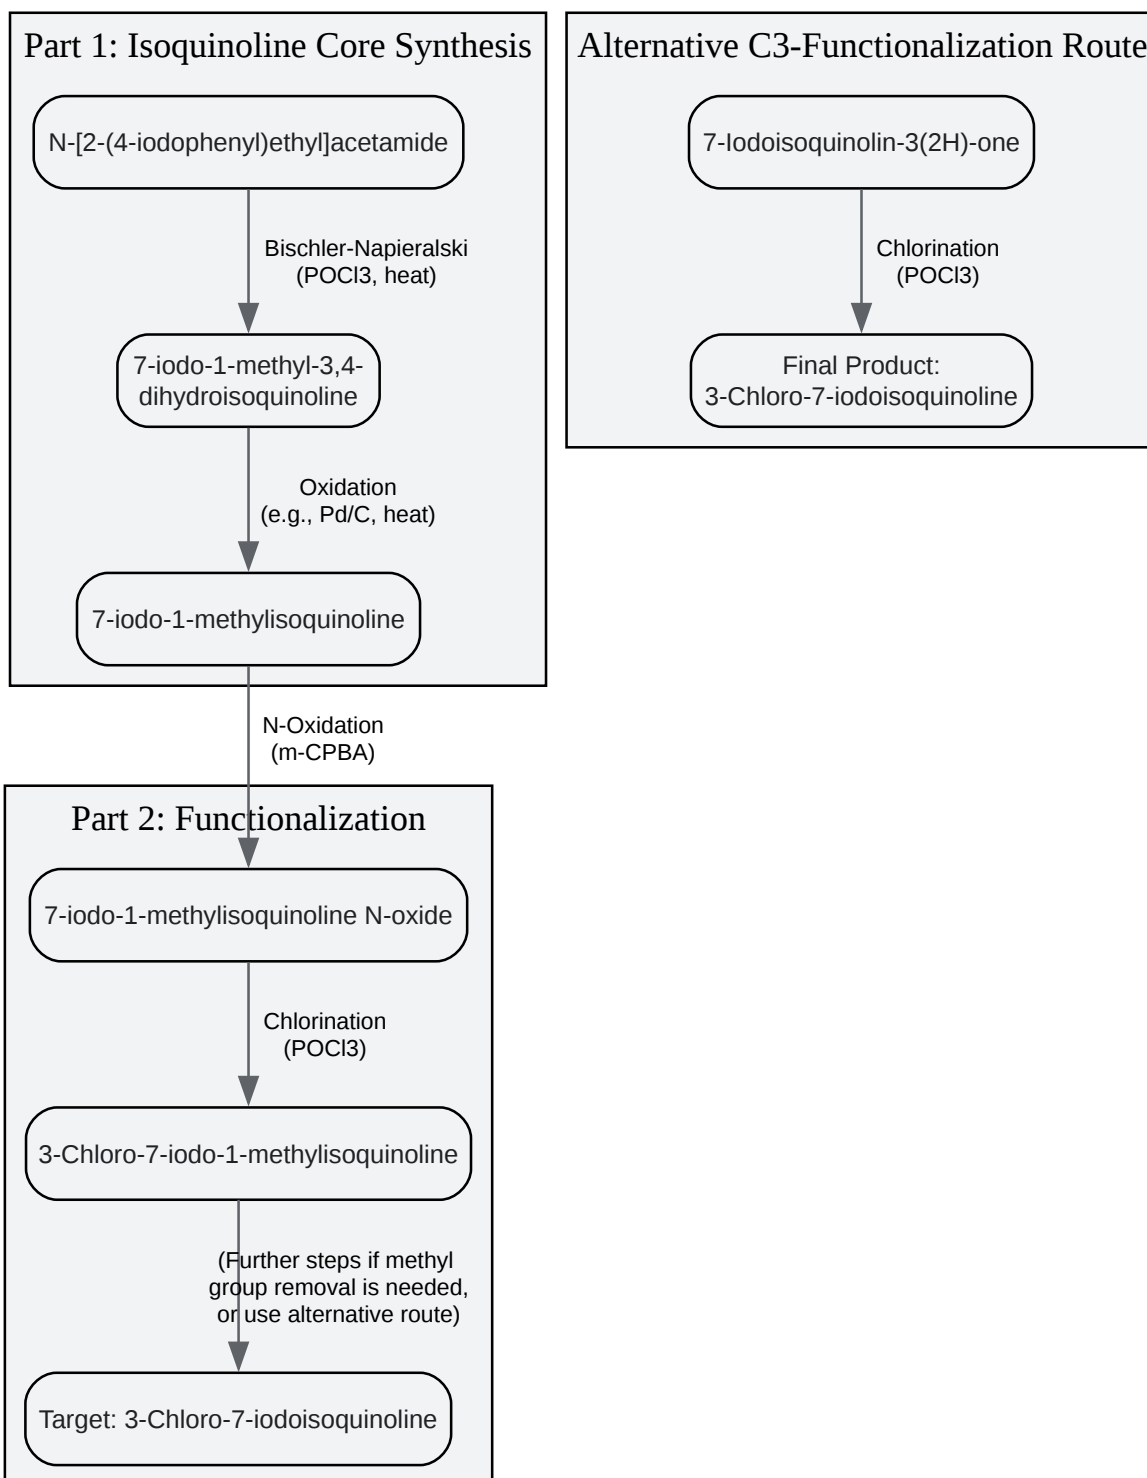 Part 1: Isoquinoline Core Synthesis
N-[2-(4-iodophenyl)ethyl]acetamide
Bischler-Napieralski
(POCl3, heat)
7-iodo-1-methyl-3,4-
dihydroisoquinoline
Oxidation
(e.g., Pd/C, heat)
7-iodo-1-methylisoquinoline
N-Oxidation
(m-CPBA)
Part 2: Functionalization
7-iodo-1-methylisoquinoline N-oxide
Chlorination
(POCl3)
3-Chloro-7-iodo-1-methylisoquinoline
(Further steps if methyl
group removal is needed,
or use alternative route)
Target: 3-Chloro-7-iodoisoquinoline
Alternative C3-Functionalization Route
7-Iodoisoquinolin-3(2H)-one
Chlorination
(POCl3)
Final Product:
3-Chloro-7-iodoisoquinoline